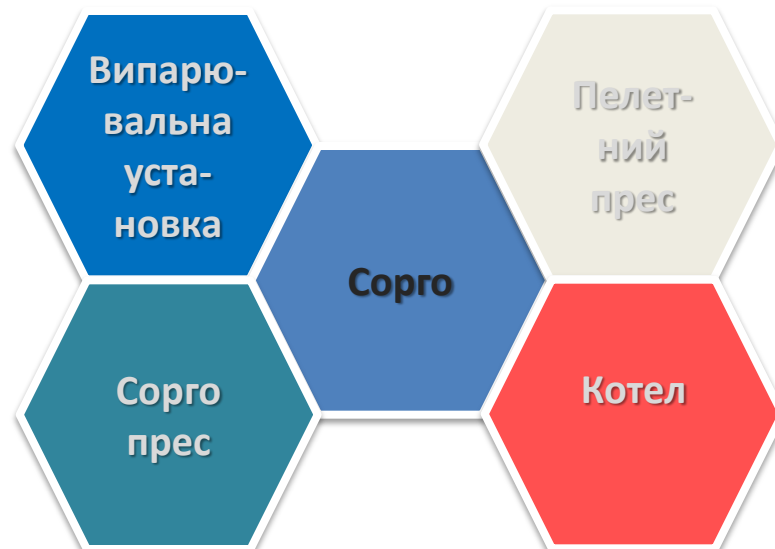 Випарю-
вальна
уста-
новка
Пелет-
ний
прес
Сорго
Сорго
прес
Котел